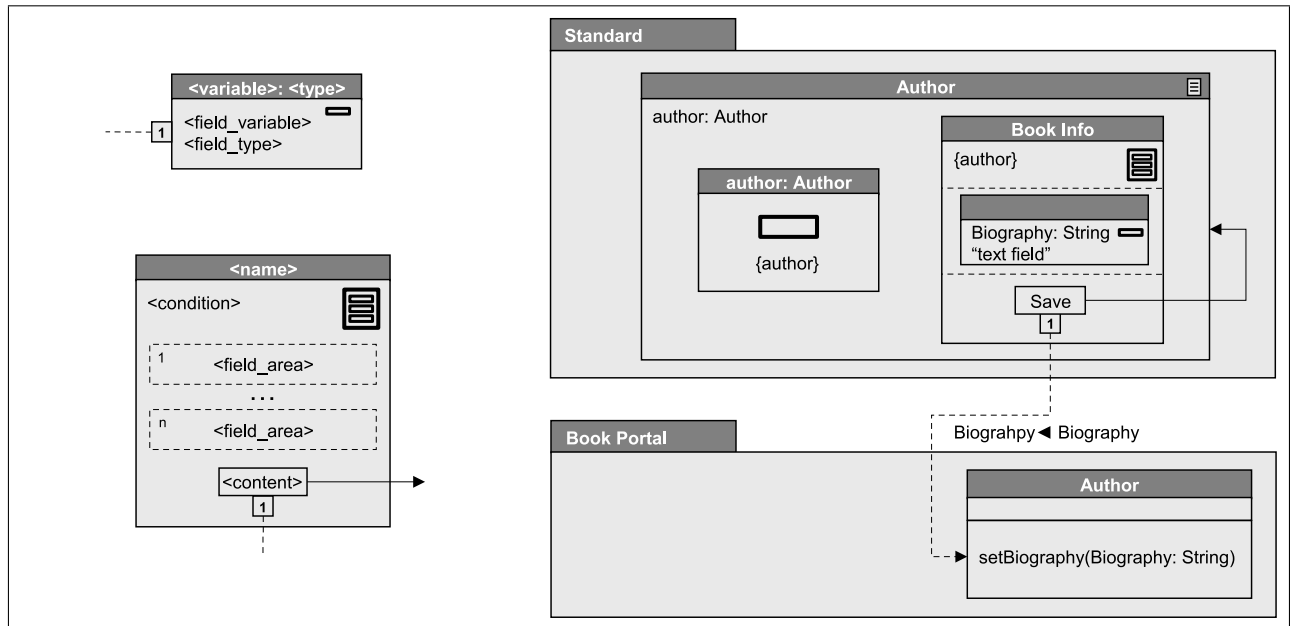 <variable>: <type>
1
<field_variable>
<field_type>
<name>
<condition>
1
<field_area>
...
n
<field_area>
<content>
1
Standard
Author
author: Author
author: Author
{author}
Book Info
{author}
Biography: String
“text field”
Save
1
Biograhpy ◄ Biography
Book Portal
Author
setBiography(Biography: String)